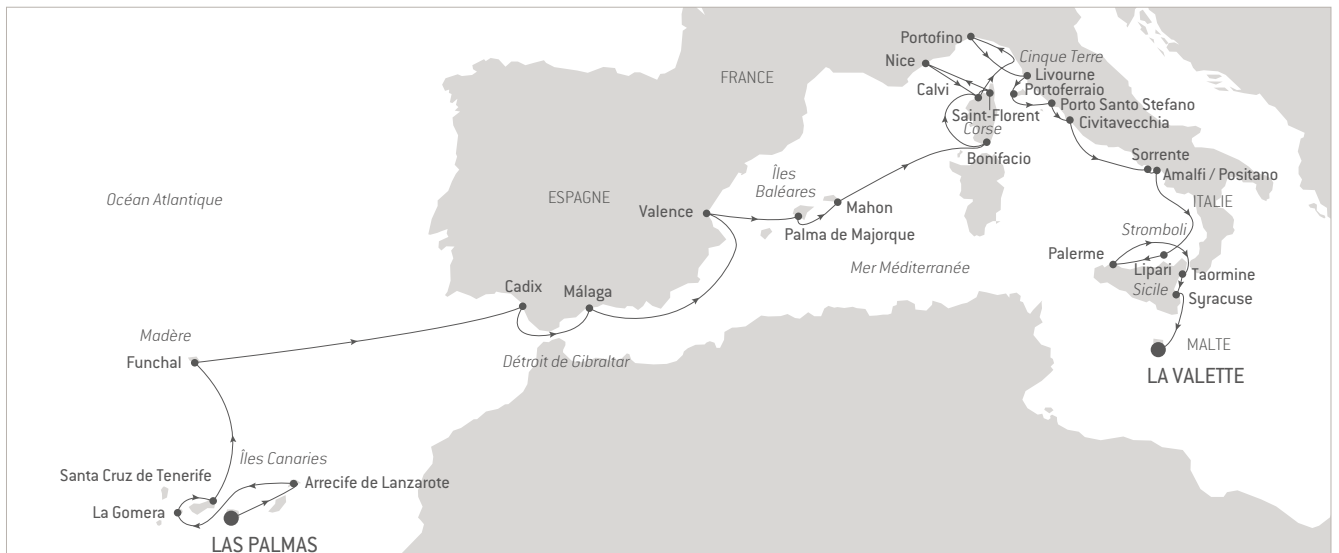 Portofino
Cinque Terre
Nice
Livourne
FRANCE
Calvi
Portoferraio
Porto Santo Stefano
Saint-Florent
Civitavecchia
Corse
Bonifacio
Sorrente
Amalfi / Positano
Îles
Baléares
Océan Atlantique
ESPAGNE
ITALIE
Valence
Mahon
Palma de Majorque
Stromboli
Palerme
Mer Méditerranée
Lipari
Taormine
Sicile
Cadix
Málaga
Syracuse
Madère
MALTE
Funchal
Détroit de Gibraltar
LA VALETTE
Îles Canaries
Santa Cruz de Tenerife
Arrecife de Lanzarote
La Gomera
LAS PALMAS